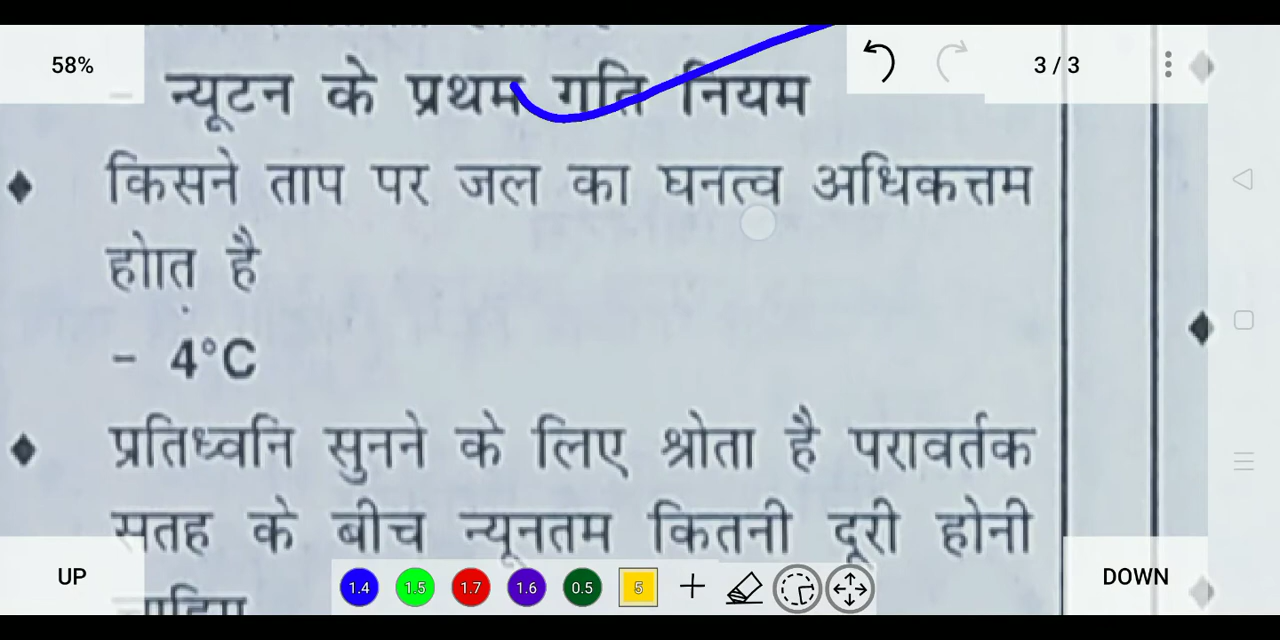 58%
3 / 3
न्यूटन के प्रथम गति नियम
किसने ताप पर जल का घनत्व अधिकत्तम
होात है
- 4°C
प्रतिध्वनि सुनने के लिए श्रोता है परावर्तक
सतह के बीच न्यूनतम कितनी दूरी होनी
UP
1.4 1.5 1.7 1.6 0.5 5
DOWN